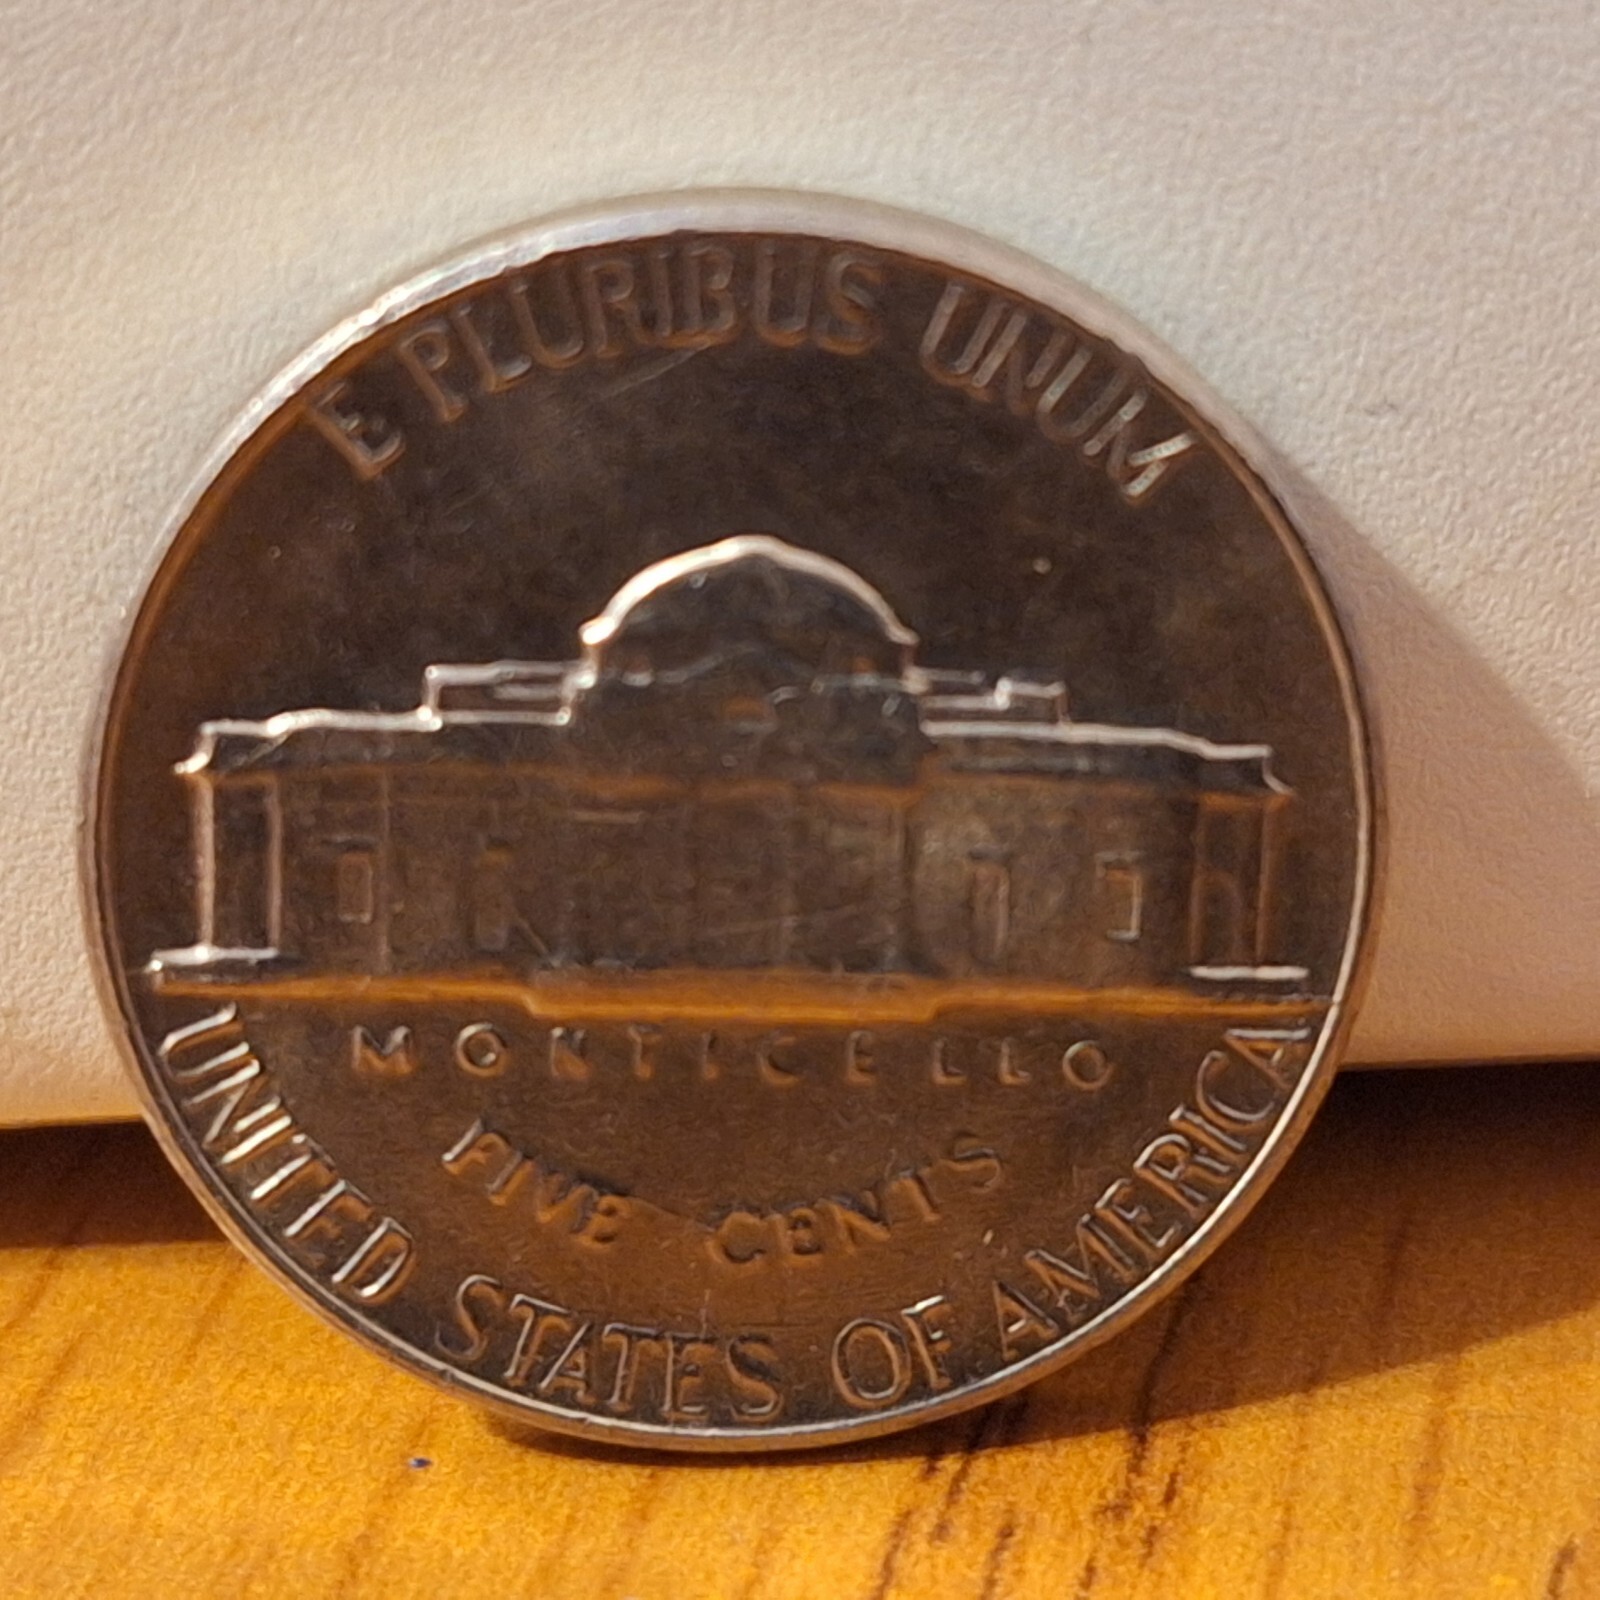 E PLURIBUS UNUM
MONTICELLO
FIVE CENTS
UNITED STATES OF AMERICA